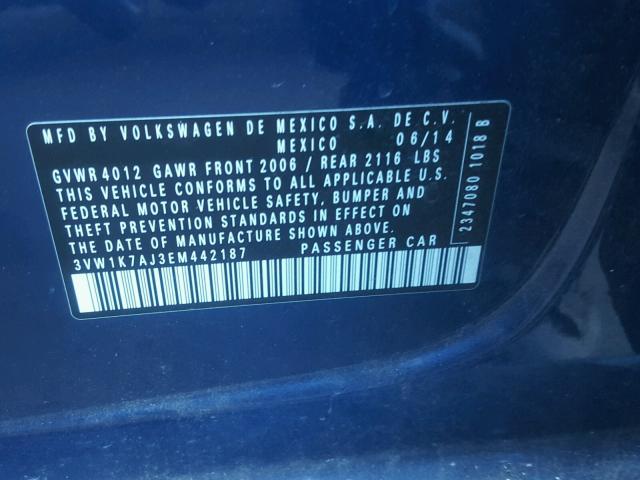 MFD BY VOLKSWAGEN DE MEXICO S.A. DE C.V.
MEXICO 06/14
GVWR 4012 GAWR FRONT 2006 / REAR 2116 LBS
THIS VEHICLE CONFORMS TO ALL APPLICABLE U.S.
FEDERAL MOTOR VEHICLE SAFETY, BUMPER AND
THEFT PREVENTION STANDARDS IN EFFECT ON
THE DATE OF MANUFACTURE SHOWN ABOVE.
3VW1K7AJ3EM442187 PASSENGER CAR
2347080 1018 B